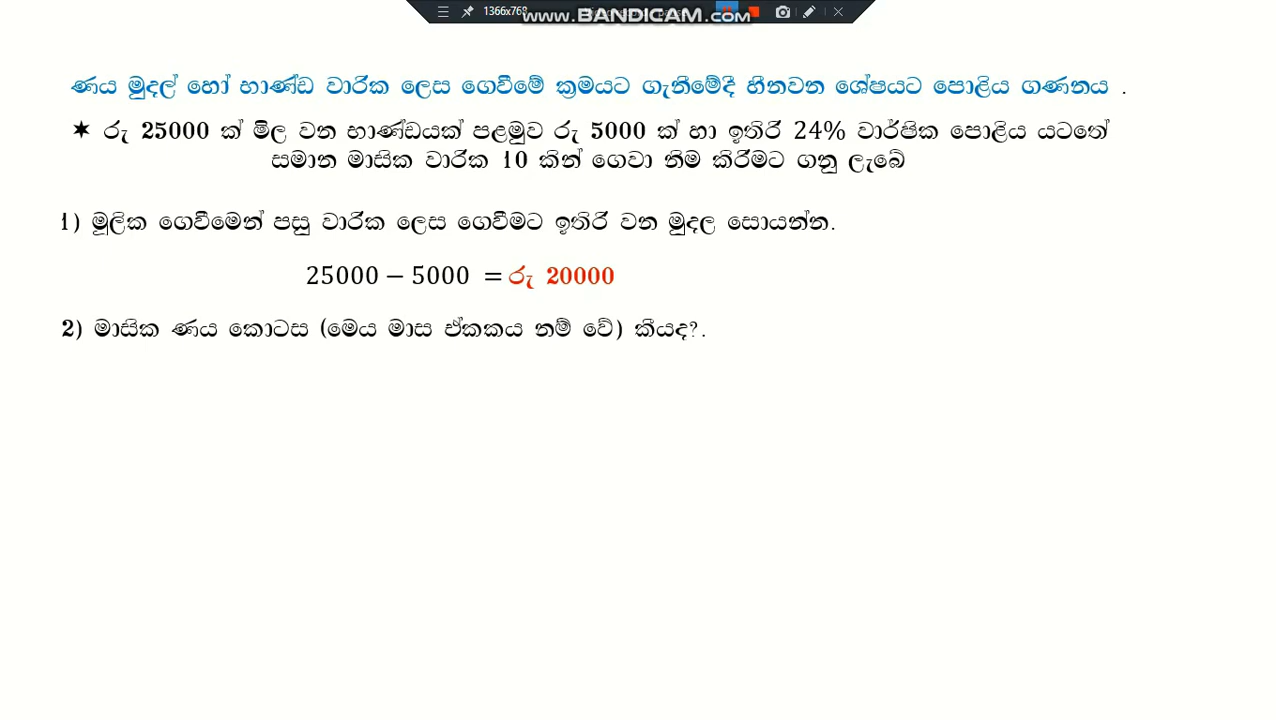 1366x768
www.BANDICAM.com
ණය මුදල් හෝ භාණ්ඩ වාරික ලෙස ගෙවීමේ ක්‍රමයට ගැනීමේදී හීනවන ශේෂයට පොළිය ගණනය .
✶ රු 25000 ක් මිල වන භාණ්ඩයක් පළමුව රු 5000 ක් හා ඉතිරි 24% වාර්ෂික පොළිය යටතේ
සමාන මාසික වාරික 10 කින් ගෙවා නිම කිරීමට ගනු ලැබේ
1) මූලික ගෙවීමෙන් පසු වාරික ලෙස ගෙවීමට ඉතිරි වන මුදල සොයන්න.
25000 − 5000 = රු 20000
2) මාසික ණය කොටස (මෙය මාස ඒකකය නම් වේ) කීයද?.